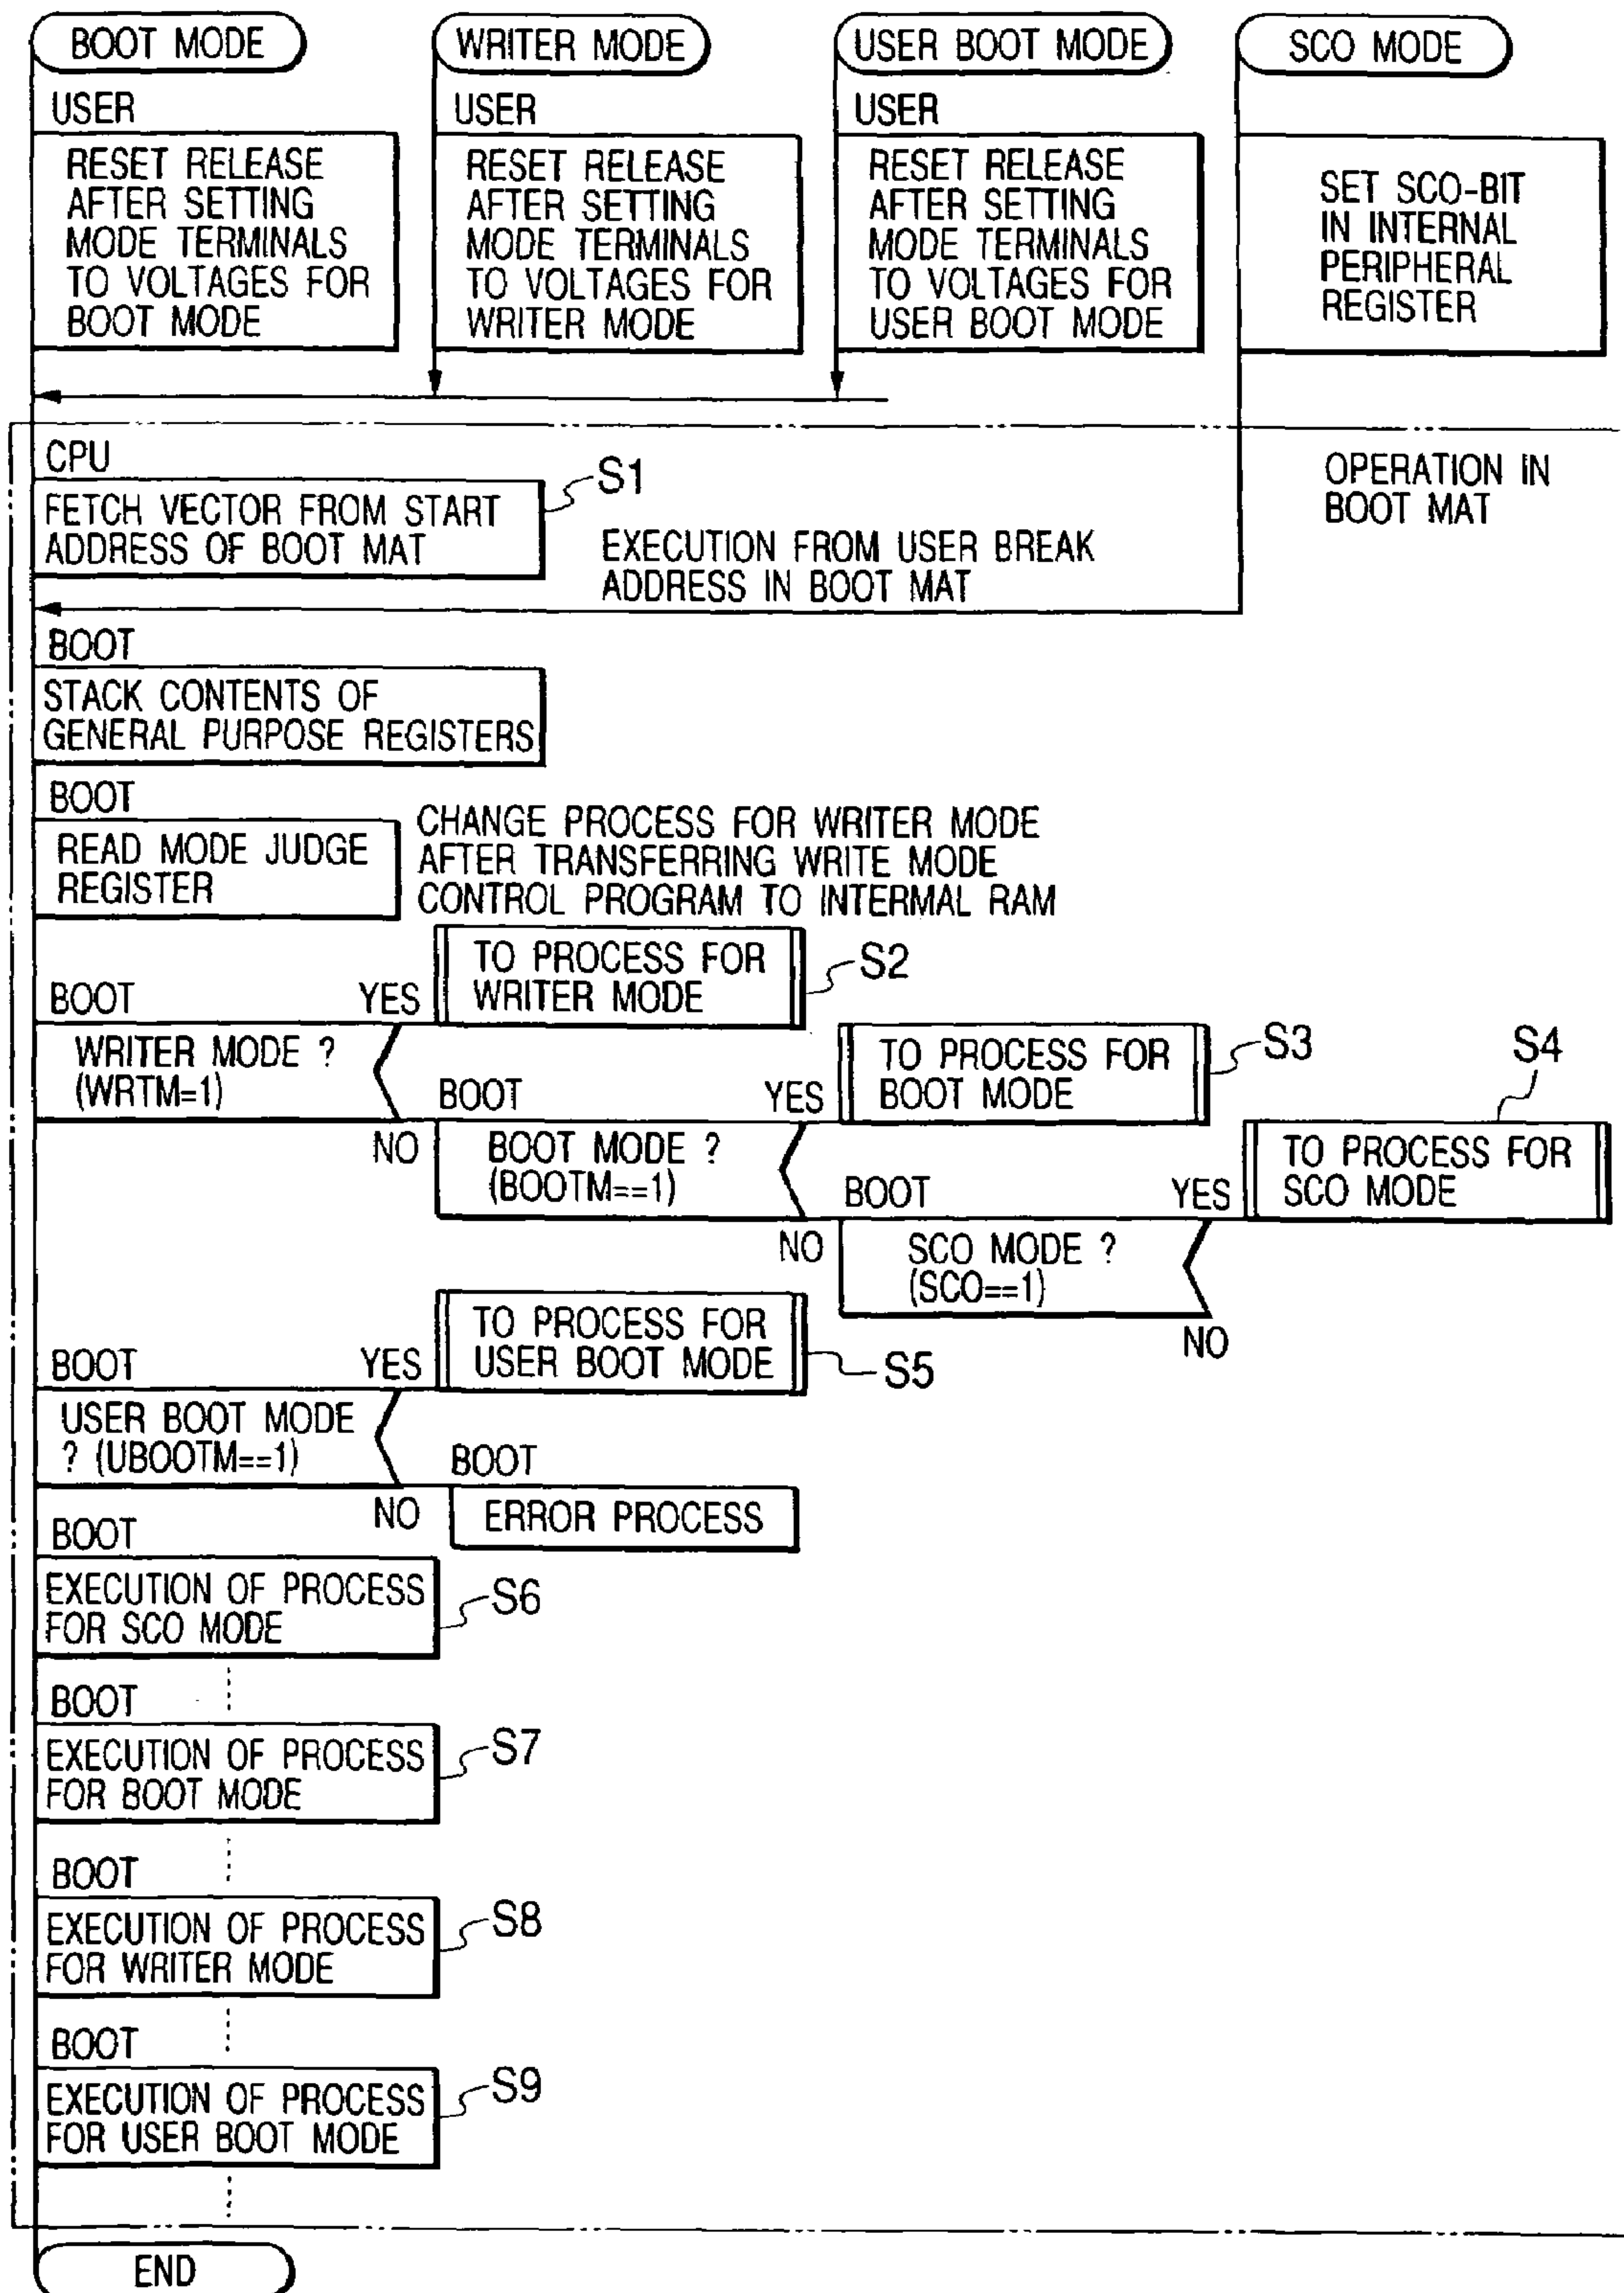 BOOT MODE
WRITER MODE
USER BOOT MODE
SCO MODE
USER
RESET RELEASE
AFTER SETTING
MODE TERMINALS
TO VOLTAGES FOR
BOOT MODE
USER
RESET RELEASE
AFTER SETTING
MODE TERMINALS
TO VOLTAGES FOR
WRITER MODE
USER
RESET RELEASE
AFTER SETTING
MODE TERMINALS
TO VOLTAGES FOR
USER BOOT MODE
SET SCO-BIT
IN INTERNAL
PERIPHERAL
REGISTER
CPU
FETCH VECTOR FROM START
ADDRESS OF BOOT MAT
S1
EXECUTION FROM USER BREAK
ADDRESS IN BOOT MAT
OPERATION IN
BOOT MAT
BOOT
STACK CONTENTS OF
GENERAL PURPOSE REGISTERS
BOOT
READ MODE JUDGE
REGISTER
CHANGE PROCESS FOR WRITER MODE
AFTER TRANSFERRING WRITE MODE
CONTROL PROGRAM TO INTERMAL RAM
TO PROCESS FOR
WRITER MODE
S2
BOOT
YES
WRITER MODE ?
(WRTM=1)
NO
TO PROCESS FOR
BOOT MODE
S3
BOOT
YES
BOOT MODE ?
(BOOTM==1)
NO
S4
TO PROCESS FOR
SCO MODE
BOOT
YES
SCO MODE ?
(SCO==1)
NO
TO PROCESS FOR
USER BOOT MODE
S5
BOOT
YES
USER BOOT MODE
? (UBOOTM==1)
NO
BOOT
ERROR PROCESS
BOOT
EXECUTION OF PROCESS
FOR SCO MODE
S6
BOOT
EXECUTION OF PROCESS
FOR BOOT MODE
S7
BOOT
EXECUTION OF PROCESS
FOR WRITER MODE
S8
BOOT
EXECUTION OF PROCESS
FOR USER BOOT MODE
S9
END